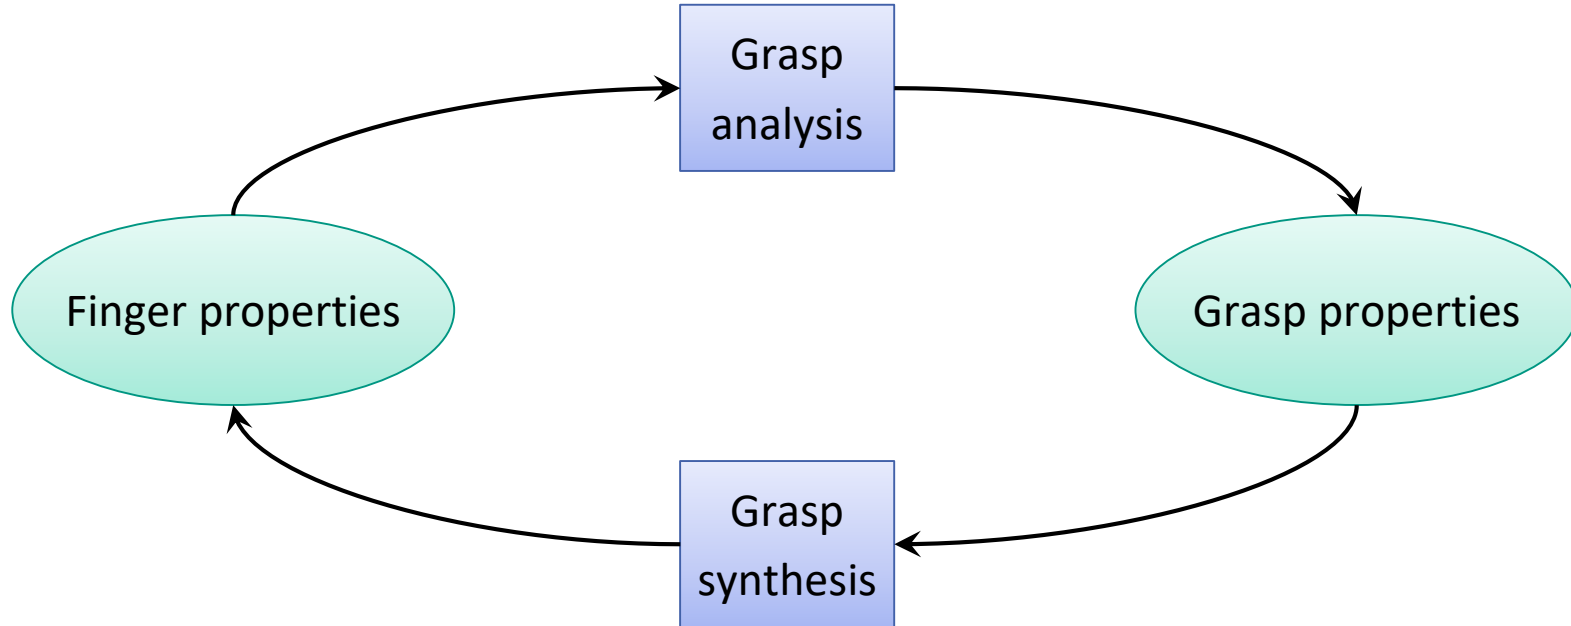 Grasp
analysis
Finger properties
Grasp properties
Grasp
synthesis